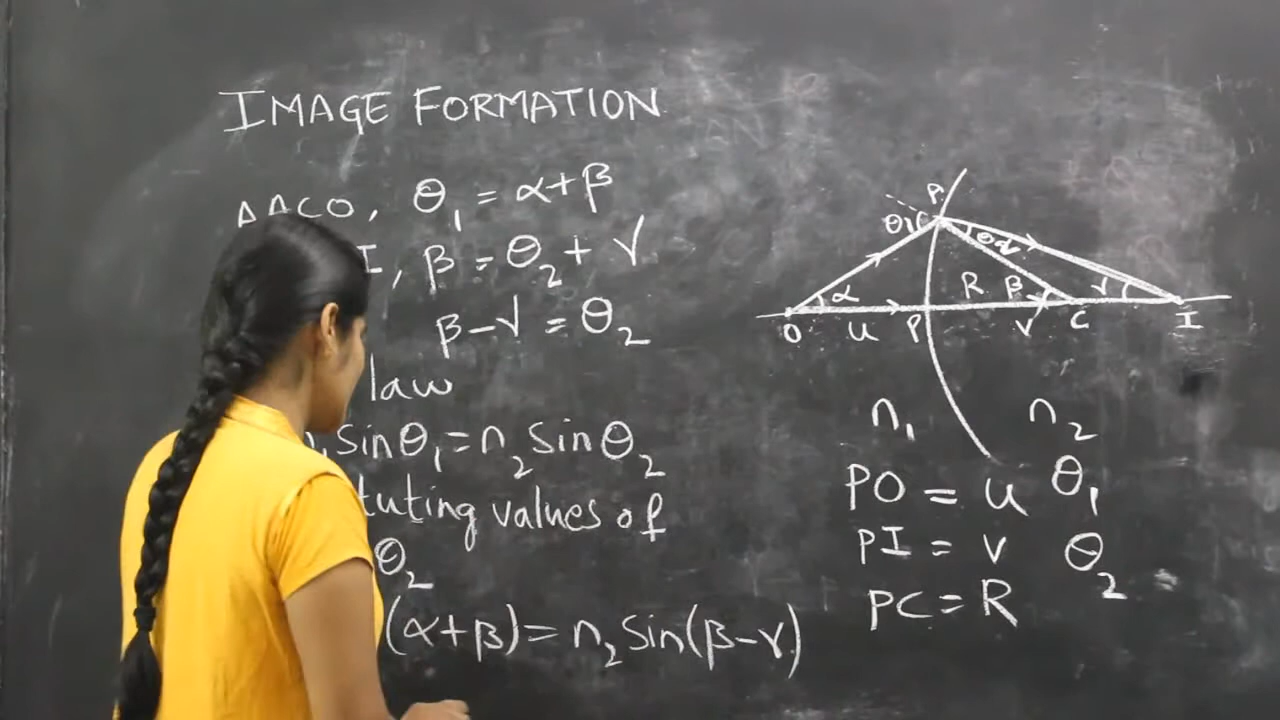 IMAGE FORMATION
ΔACO, θ₁ = α+β
I, β = θ₂ + γ
β-γ = θ₂
law
sinθ₁ = n₂ sinθ₂
tuting values of
θ₂
(α+β) = n₂ sin(β-γ)
A
θ₁
θ₂
α
R
β
γ
O
u
P
v
C
I
n₁
n₂
PO = u
θ₁
PI = v
θ₂
PC = R